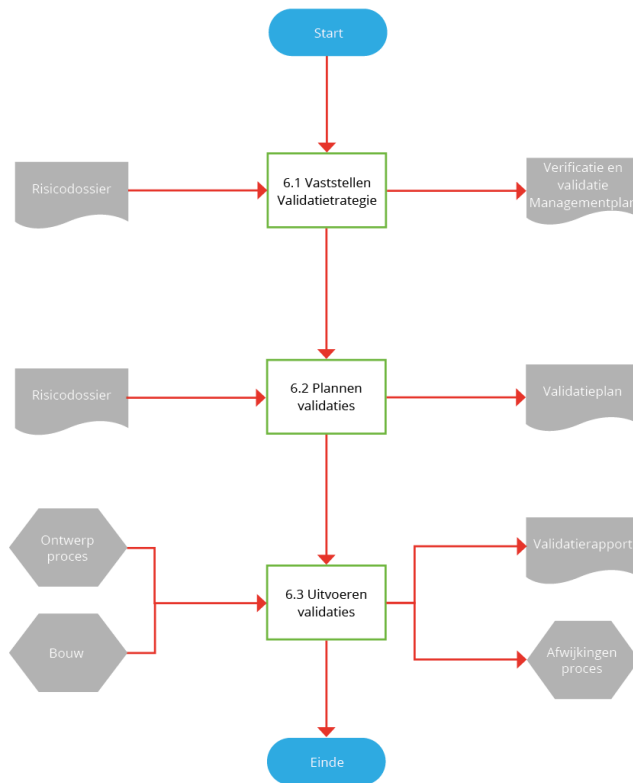 Start
Risicodossier
6.1 Vaststellen
Validatietrategie
Verificatie en
validatie
Managementplan
Risicodossier
6.2 Plannen
validaties
Validatieplan
Ontwerp
proces
Bouw
6.3 Uitvoeren
validaties
Validatierapport
Afwijkingen
proces
Einde